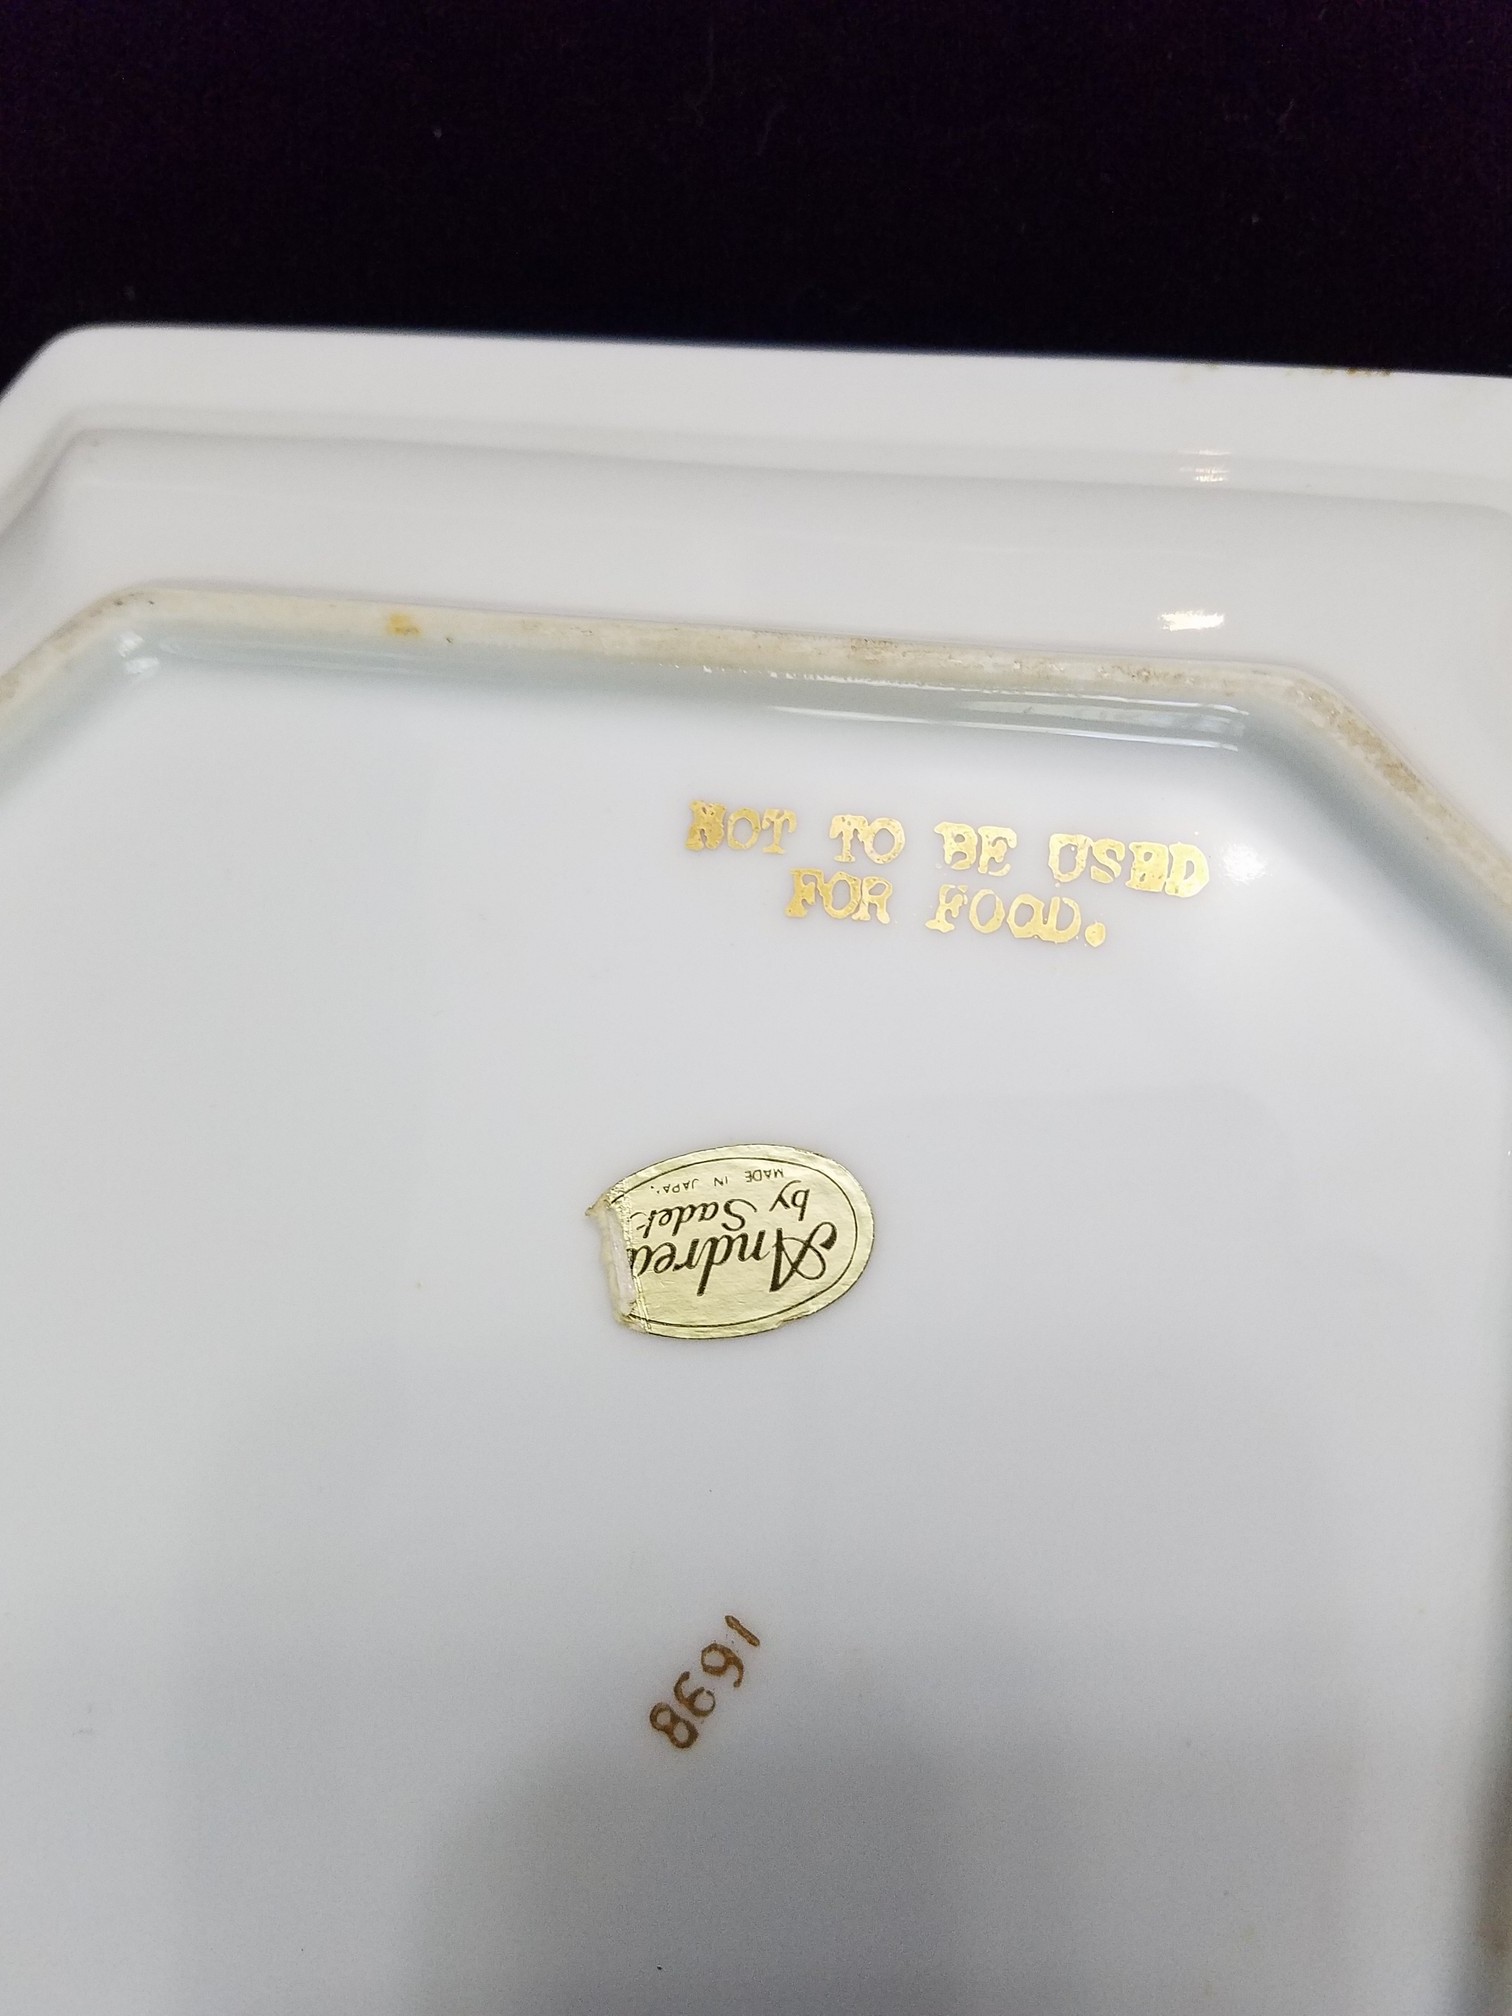 NOT TO BE USED
FOR FOOD.
Andrea
by Sadek
MADE IN JAPAN
8691